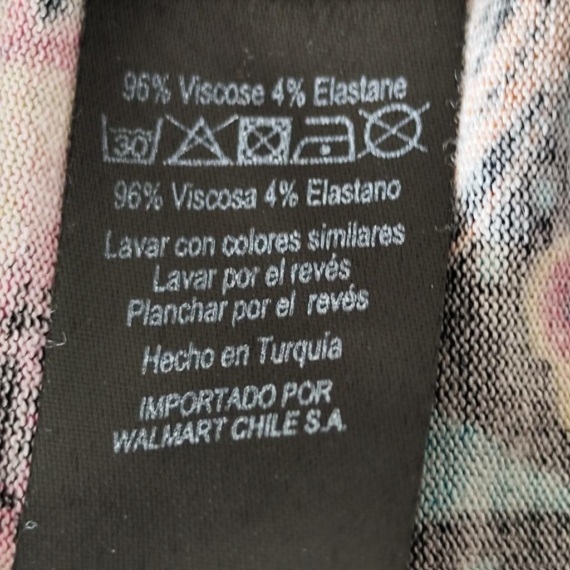 96% Viscose 4% Elastane
30
96% Viscosa 4% Elastano
Lavar con colores similares
Lavar por el revés
Planchar por el revés
Hecho en Turquía
IMPORTADO POR
WALMART CHILE S.A.